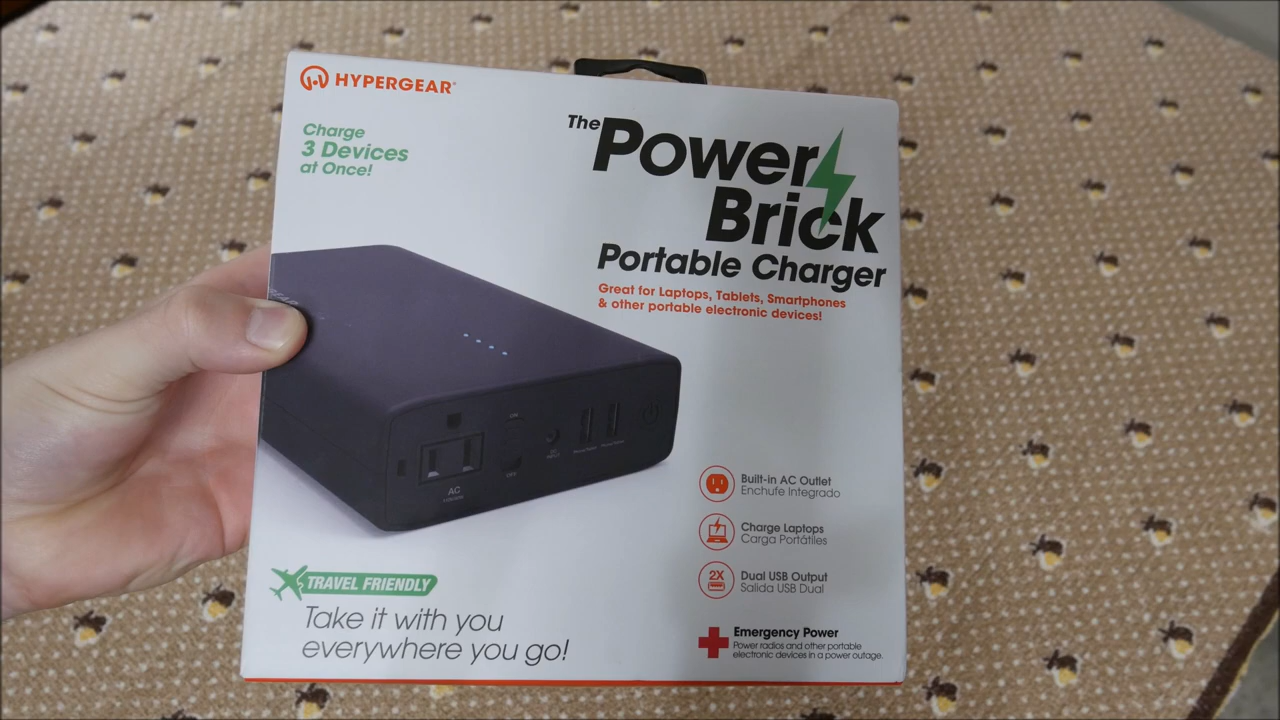 HYPERGEAR
Charge
3 Devices
at Once!
The Power
Brick
Portable Charger
Great for Laptops, Tablets, Smartphones
& other portable electronic devices!
AC
Built-in AC Outlet
Enchufe Integrado
Charge Laptops
Carga Portátiles
2X
Dual USB Output
Salida USB Dual
Emergency Power
Power radios and other portable
electronic devices in a power outage.
TRAVEL FRIENDLY
Take it with you
everywhere you go!